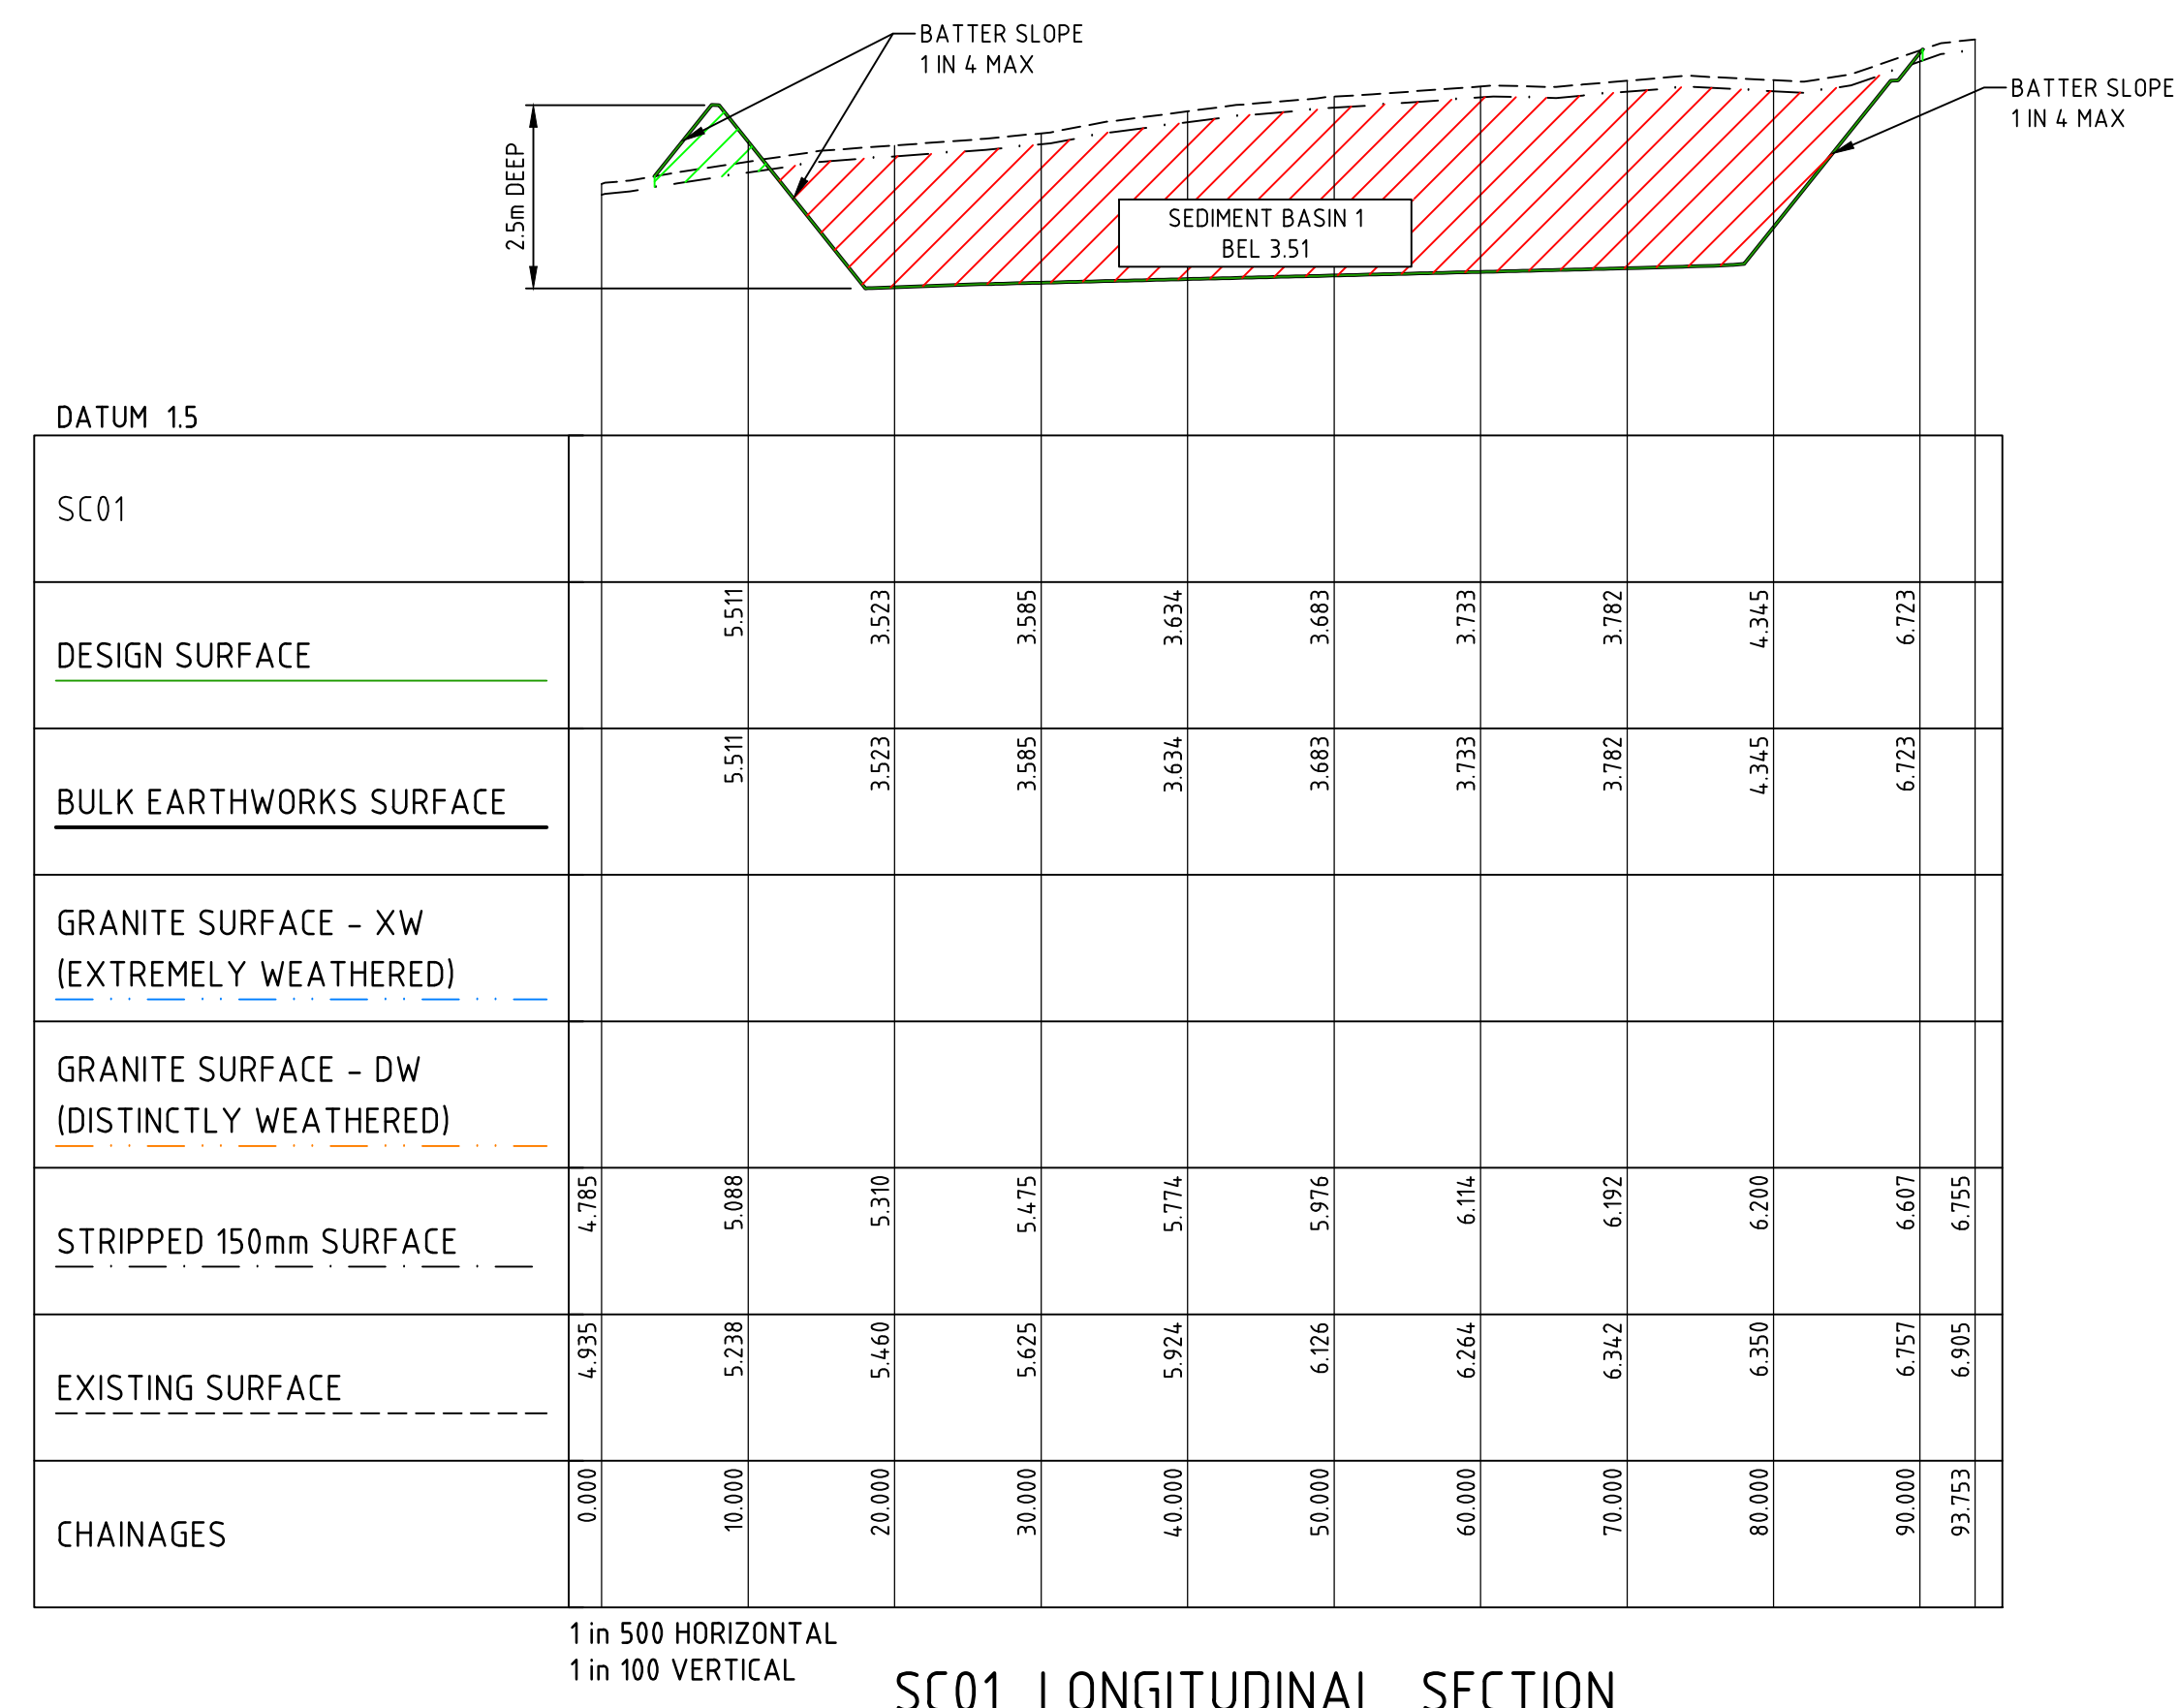 BATTER SLOPE
1 IN 4 MAX
BATTER SLOPE
1 IN 4 MAX
2.5m DEEP
SEDIMENT BASIN 1
BEL 3.51
DATUM 1.5
SC01
DESIGN SURFACE
5.511 3.523 3.585 3.634 3.683 3.733 3.782 4.345 6.723
BULK EARTHWORKS SURFACE
5.511 3.523 3.585 3.634 3.683 3.733 3.782 4.345 6.723
GRANITE SURFACE - XW
(EXTREMELY WEATHERED)
GRANITE SURFACE - DW
(DISTINCTLY WEATHERED)
STRIPPED 150mm SURFACE
4.785 5.088 5.310 5.475 5.774 5.976 6.114 6.192 6.200 6.607 6.755
EXISTING SURFACE
4.935 5.238 5.460 5.625 5.924 6.126 6.264 6.342 6.350 6.757 6.905
CHAINAGES
0.000 10.000 20.000 30.000 40.000 50.000 60.000 70.000 80.000 90.000 93.753
1 in 500 HORIZONTAL
1 in 100 VERTICAL
SC01 LONGITUDINAL SECTION